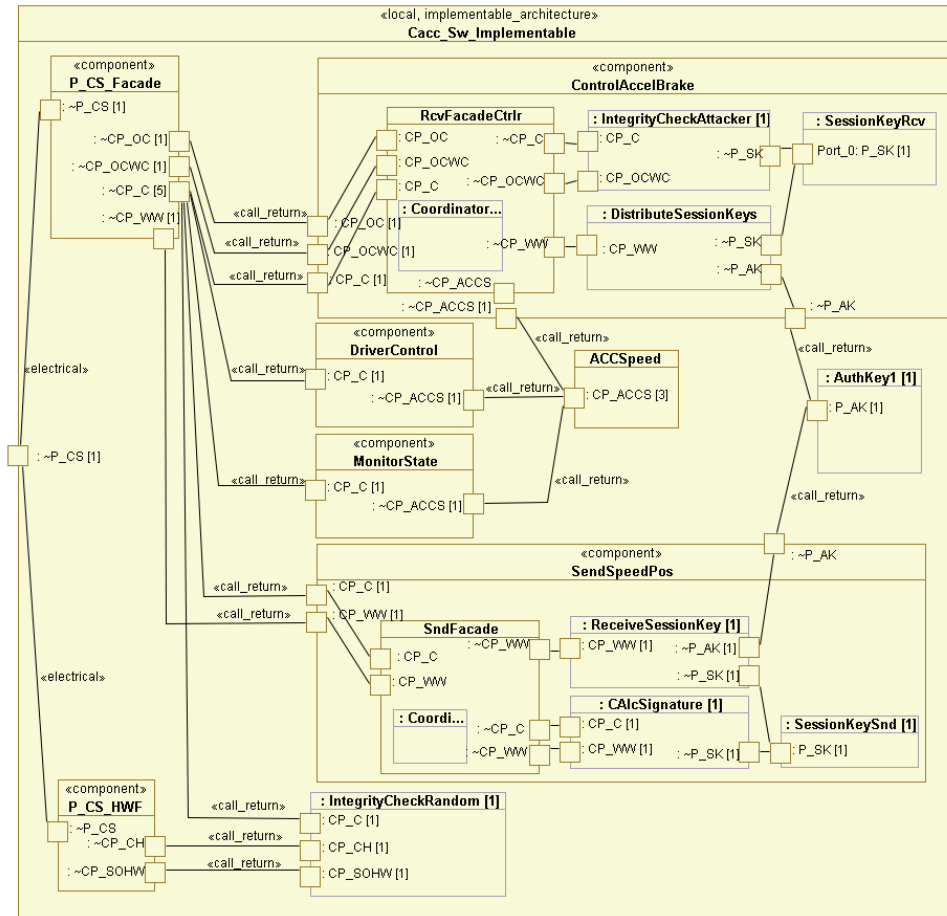 «local, implementable_architecture»
Cacc_Sw_Implementable
«component»
P_CS_Facade
: ~P_CS [1]
: ~CP_OC [1]
: ~CP_OCWC [1]
: ~CP_C [5]
: ~CP_WW [1]
«component»
ControlAccelBrake
RcvFacadeCtrlr
: CP_OC
: CP_OCWC
: CP_C
: ~CP_C
: ~CP_OCWC
: Coordinator...
: ~CP_WW
: ~CP_ACCS
: IntegrityCheckAttacker [1]
: CP_C
: ~P_SK
: CP_OCWC
: SessionKeyRcv
Port_0: P_SK [1]
: DistributeSessionKeys
: CP_WW
: ~P_SK
: ~P_AK
«call_return»
: CP_OC [1]
«call_return»
: CP_OCWC [1]
«call_return»
: CP_C [1]
: ~CP_ACCS [1]
: ~P_AK
«electrical»
«component»
DriverControl
: CP_C [1]
: ~CP_ACCS [1]
«call_return»
«call_return»
«call_return»
ACCSpeed
: CP_ACCS [3]
«call_return»
: AuthKey1 [1]
: P_AK [1]
: ~P_CS [1]
«component»
MonitorState
: CP_C [1]
: ~CP_ACCS [1]
«call_return»
«call_return»
«call_return»
: ~P_AK
«component»
SendSpeedPos
«call_return»
: CP_C [1]
«call_return»
: CP_WW [1]
SndFacade
: ~CP_WW
: CP_C
: CP_WW
: Coordi...
: ~CP_C
: ~CP_WW
: ReceiveSessionKey [1]
: CP_WW [1]
: ~P_AK [1]
: ~P_SK [1]
: CAlcSignature [1]
: CP_C [1]
: CP_WW [1]
: ~P_SK [1]
: SessionKeySnd [1]
: P_SK [1]
«electrical»
«component»
P_CS_HWF
: ~P_CS
: ~CP_CH
: ~CP_SOHW
«call_return»
«call_return»
«call_return»
: IntegrityCheckRandom [1]
: CP_C [1]
: CP_CH [1]
: CP_SOHW [1]